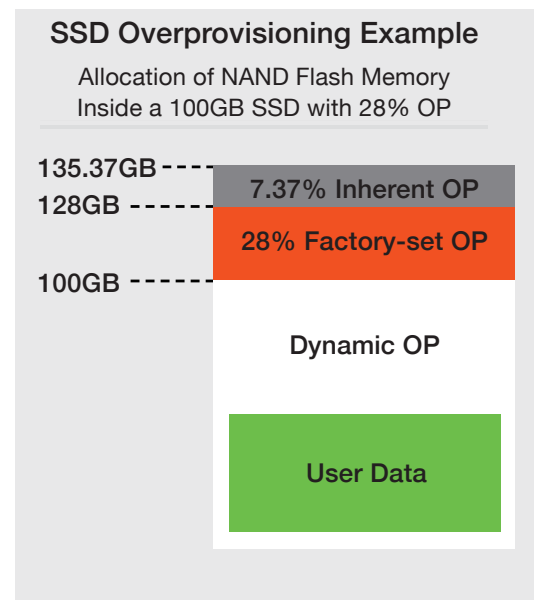 SSD Overprovisioning Example
Allocation of NAND Flash Memory
Inside a 100GB SSD with 28% OP
135.37GB
7.37% Inherent OP
128GB
28% Factory-set OP
100GB
Dynamic OP
User Data